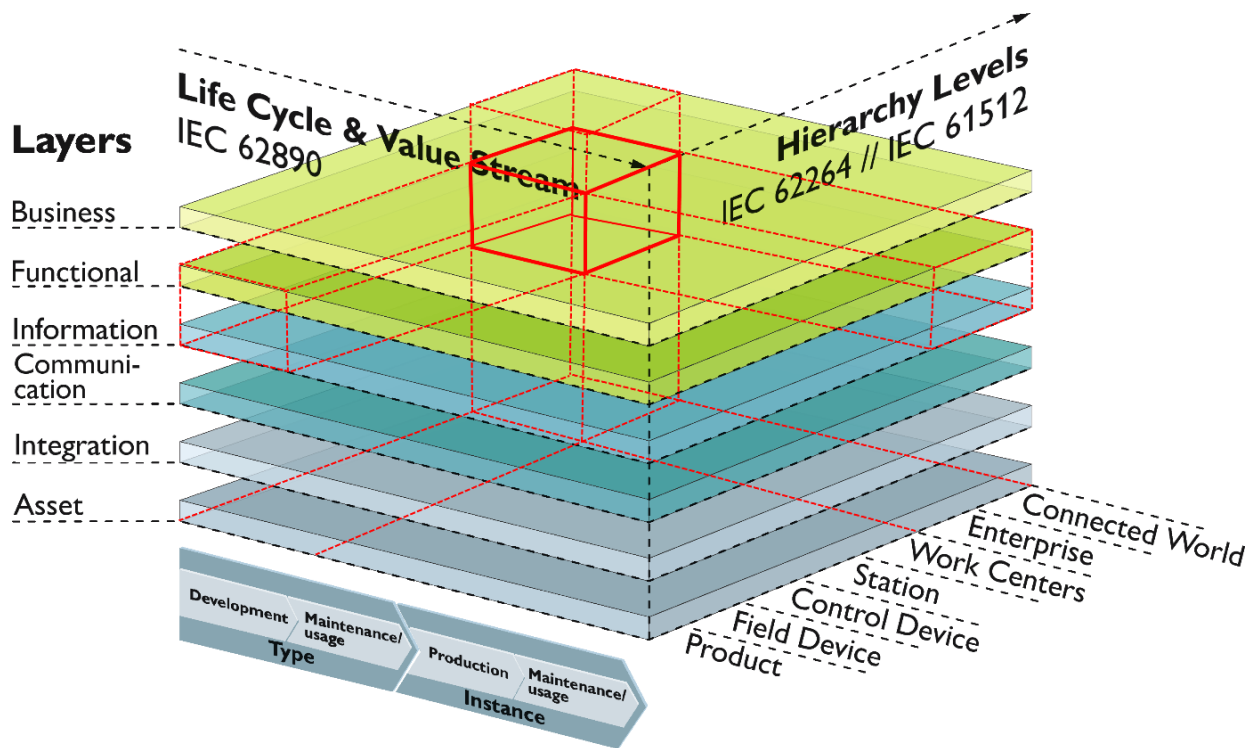 Life Cycle & Value Stream
IEC 62890
Hierarchy Levels
IEC 62264 // IEC 61512
Layers
Business
Functional
Information
Communi-
cation
Integration
Asset
Connected World
Enterprise
Work Centers
Station
Control Device
Field Device
Product
Development
Maintenance/
usage
Type
Production
Maintenance/
usage
Instance